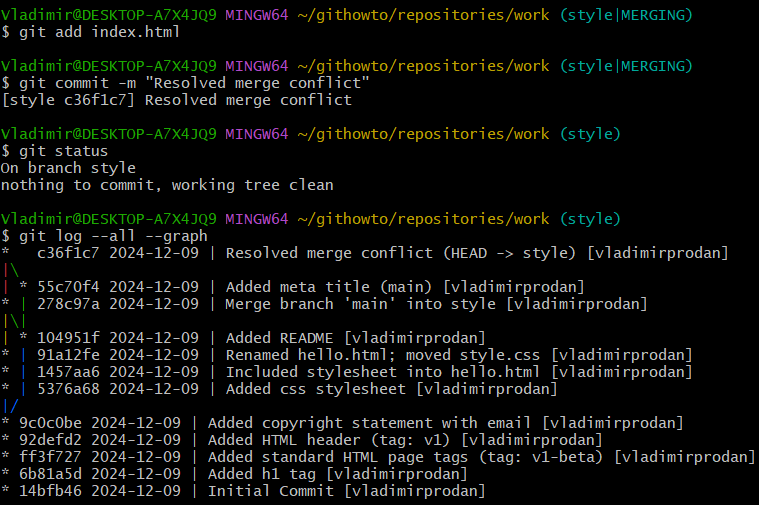 Vladimir@DESKTOP-A7X4JQ9 MINGW64 ~/githowto/repositories/work (style|MERGING)
$ git add index.html

Vladimir@DESKTOP-A7X4JQ9 MINGW64 ~/githowto/repositories/work (style|MERGING)
$ git commit -m "Resolved merge conflict"
[style c36f1c7] Resolved merge conflict

Vladimir@DESKTOP-A7X4JQ9 MINGW64 ~/githowto/repositories/work (style)
$ git status
On branch style
nothing to commit, working tree clean

Vladimir@DESKTOP-A7X4JQ9 MINGW64 ~/githowto/repositories/work (style)
$ git log --all --graph
*   c36f1c7 2024-12-09 | Resolved merge conflict (HEAD -> style) [vladimirprodan]
|\
| * 55c70f4 2024-12-09 | Added meta title (main) [vladimirprodan]
* | 278c97a 2024-12-09 | Merge branch 'main' into style [vladimirprodan]
|\|
| * 104951f 2024-12-09 | Added README [vladimirprodan]
* | 91a12fe 2024-12-09 | Renamed hello.html; moved style.css [vladimirprodan]
* | 1457aa6 2024-12-09 | Included stylesheet into hello.html [vladimirprodan]
* | 5376a68 2024-12-09 | Added css stylesheet [vladimirprodan]
|/
* 9c0c0be 2024-12-09 | Added copyright statement with email [vladimirprodan]
* 92defd2 2024-12-09 | Added HTML header (tag: v1) [vladimirprodan]
* ff3f727 2024-12-09 | Added standard HTML page tags (tag: v1-beta) [vladimirprodan]
* 6b81a5d 2024-12-09 | Added h1 tag [vladimirprodan]
* 14bfb46 2024-12-09 | Initial Commit [vladimirprodan]